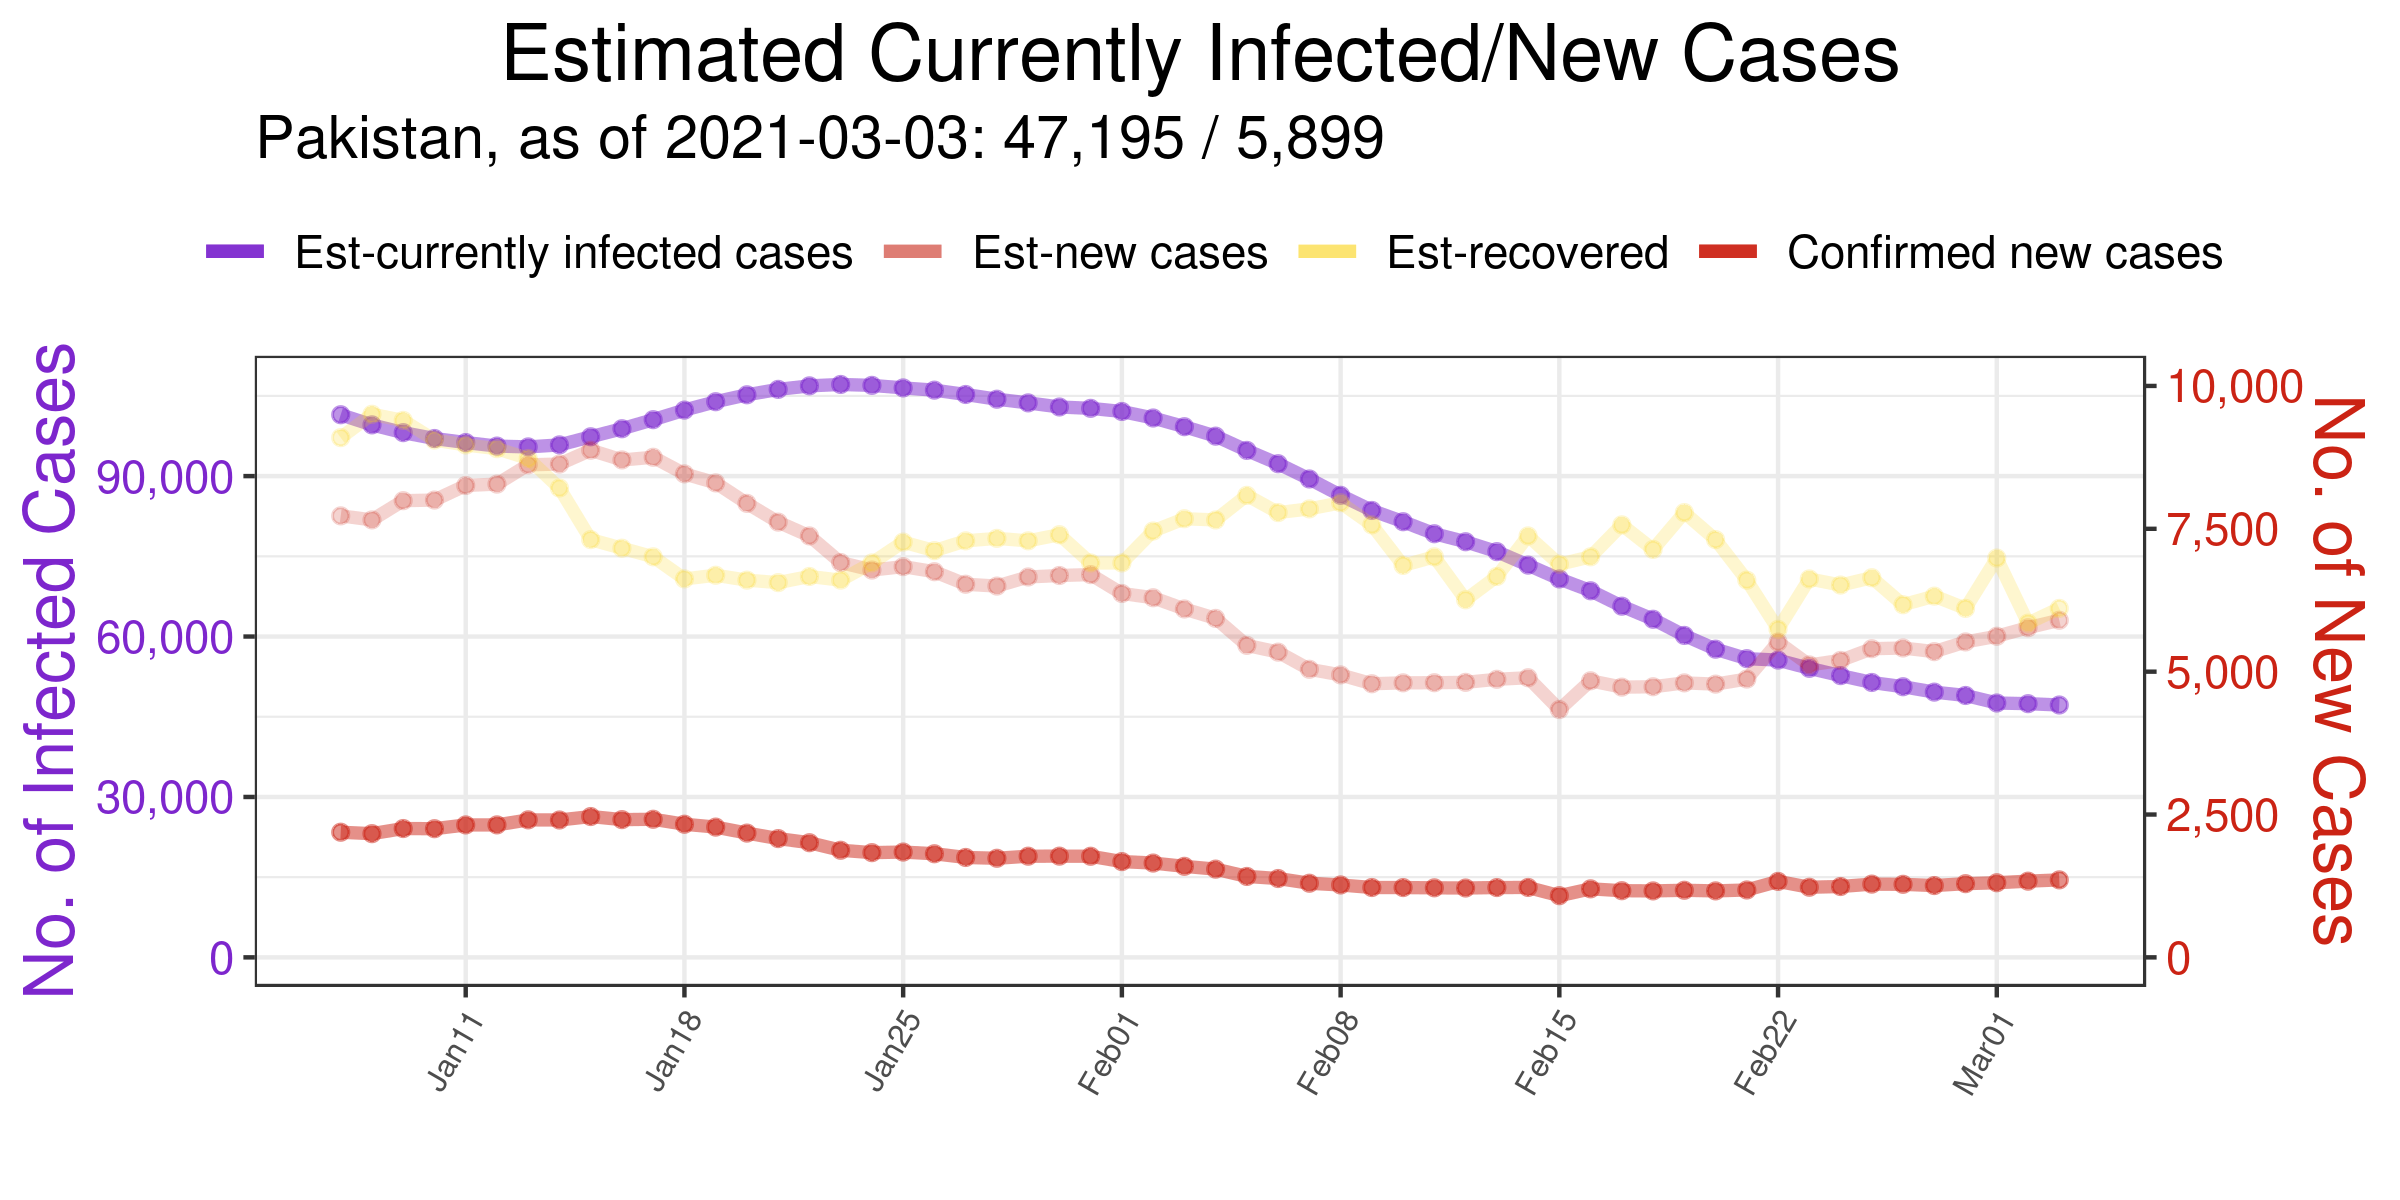 Estimated Currently Infected/New Cases
Pakistan, as of 2021-03-03: 47,195 / 5,899
Est-currently infected cases Est-new cases Est-recovered Confirmed new cases
No. of Infected Cases
90,000
60,000
30,000
0
10,000
7,500
5,000
2,500
0
No. of New Cases
Jan11 Jan18 Jan25 Feb01 Feb08 Feb15 Feb22 Mar01